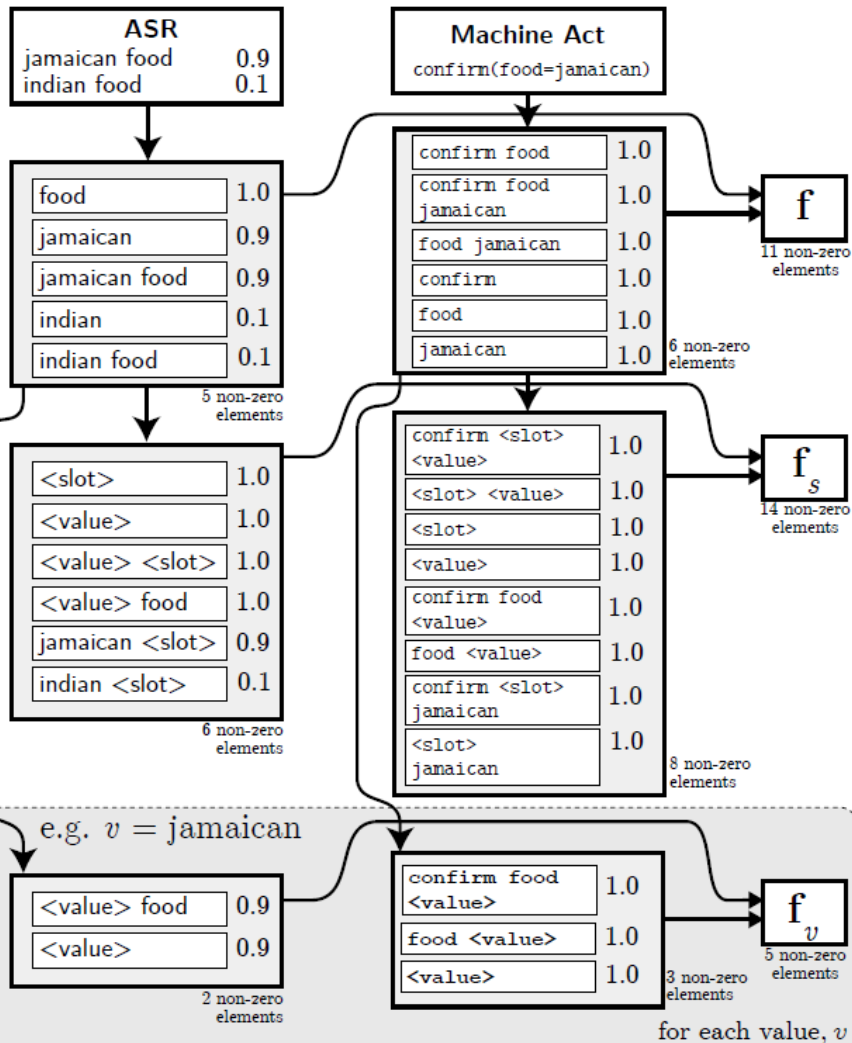 ASR
jamaican food 0.9
indian food 0.1
Machine Act
confirm(food=jamaican)
food 1.0
jamaican 0.9
jamaican food 0.9
indian 0.1
indian food 0.1
5 non-zero
elements
confirm food 1.0
confirm food
jamaican 1.0
food jamaican 1.0
confirm 1.0
food 1.0
jamaican 1.0
6 non-zero
elements
f
11 non-zero
elements
<slot> 1.0
<value> 1.0
<value> <slot> 1.0
<value> food 1.0
jamaican <slot> 0.9
indian <slot> 0.1
6 non-zero
elements
confirm <slot>
<value> 1.0
<slot> <value> 1.0
<slot> 1.0
<value> 1.0
confirm food
<value> 1.0
food <value> 1.0
confirm <slot>
jamaican 1.0
<slot>
jamaican 1.0
8 non-zero
elements
f s
14 non-zero
elements
e.g. v = jamaican
<value> food 0.9
<value> 0.9
2 non-zero
elements
confirm food
<value> 1.0
food <value> 1.0
<value> 1.0
3 non-zero
elements
f v
5 non-zero
elements
for each value, v